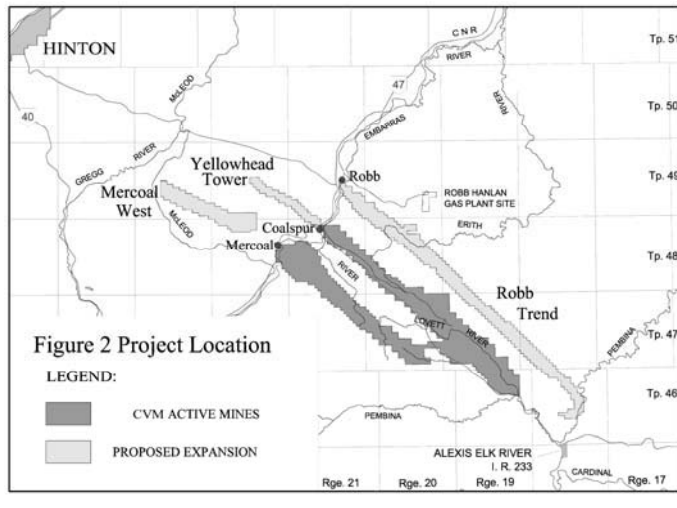 HINTON
C N R
RIVER
Tp. 51
47
McLEOD
RIVER
40
EMBARRAS
Tp. 50
GREGG
RIVER
Yellowhead
Tower
Robb
Tp. 49
Mercoal
West
ROBB HANLAN
GAS PLANT SITE
McLEOD
Coalspur
ERITH
Mercoal
Tp. 48
RIVER
Robb
Trend
LOVETT
RIVER
PEMBINA
Tp. 47
Figure 2 Project Location
LEGEND:
CVM ACTIVE MINES
Tp. 46
PEMBINA
PROPOSED EXPANSION
ALEXIS ELK RIVER
I. R. 233
CARDINAL
Rge. 21
Rge. 20
Rge. 19
Rge. 17